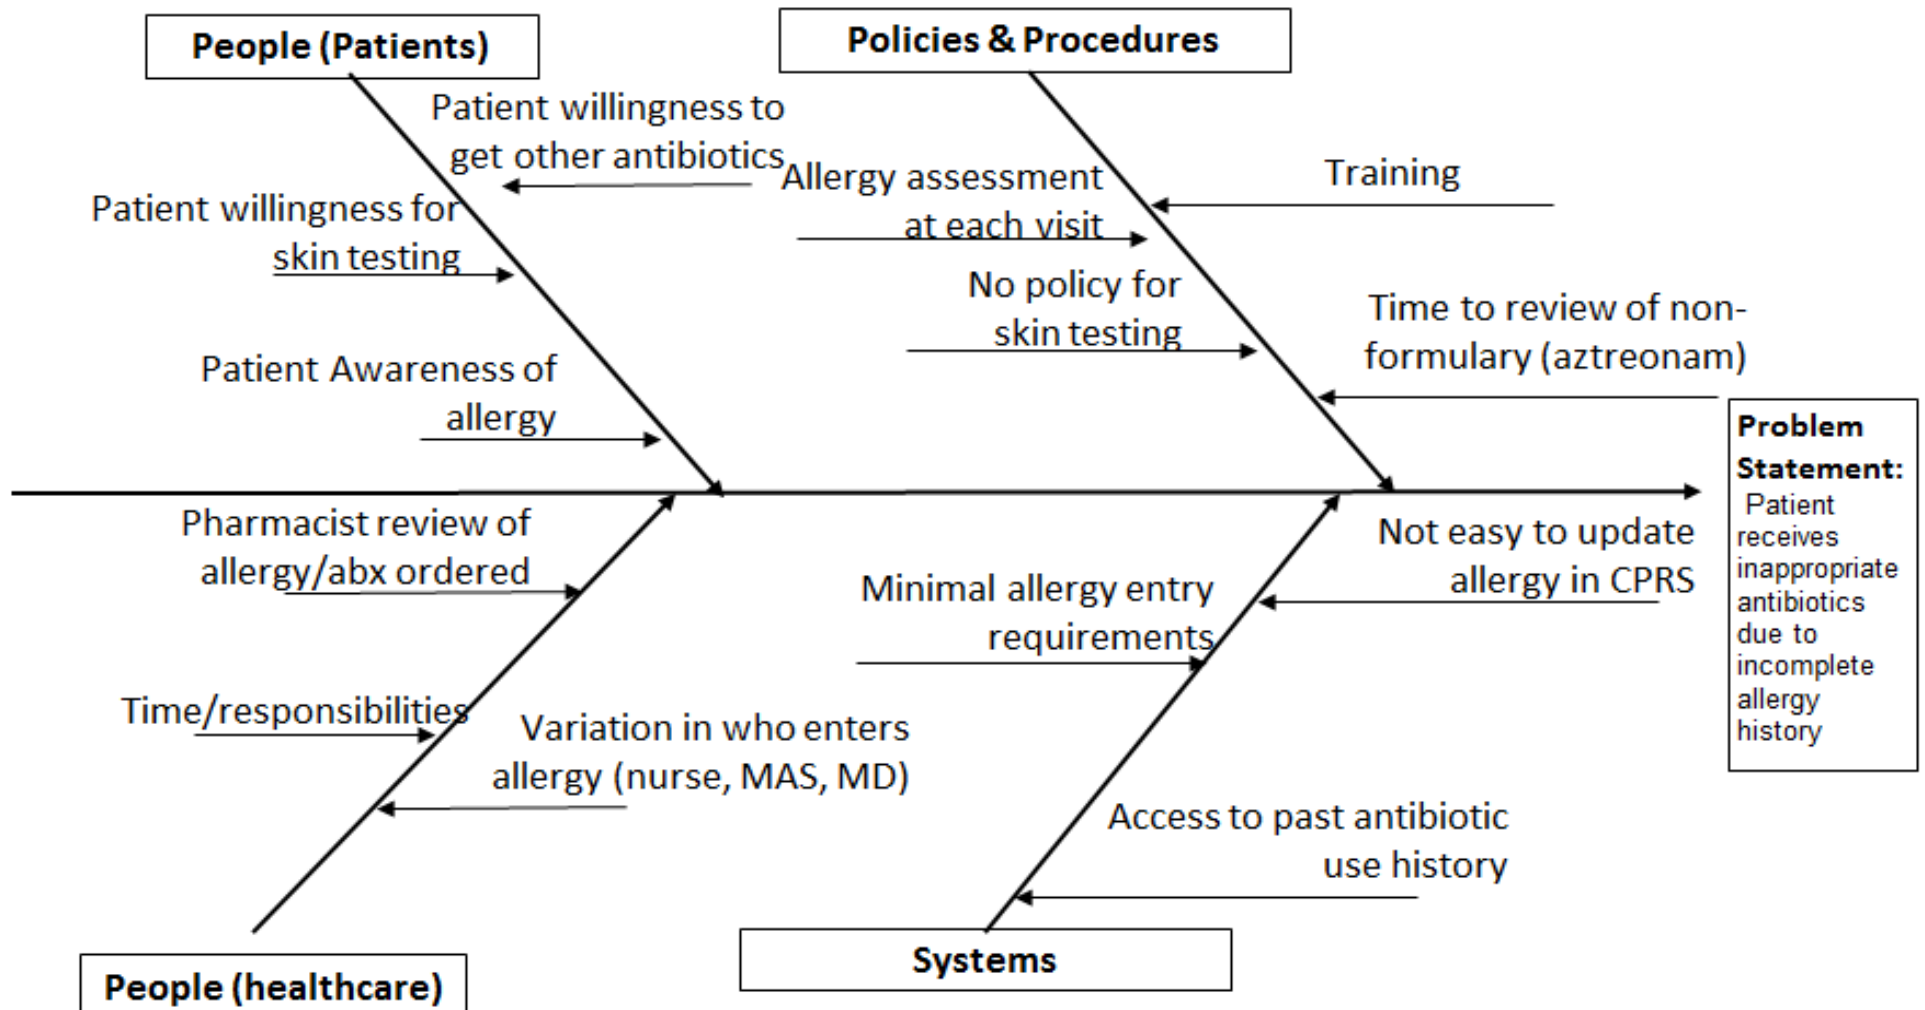 People (Patients)
Policies & Procedures
Patient willingness to
get other antibiotics
Patient willingness for
skin testing
Patient Awareness of
allergy
Allergy assessment
at each visit
Training
No policy for
skin testing
Time to review of non-
formulary (aztreonam)
Problem
Statement:
Patient
receives
inappropriate
antibiotics
due to
incomplete
allergy
history
Pharmacist review of
allergy/abx ordered
Time/responsibilities
Variation in who enters
allergy (nurse, MAS, MD)
Minimal allergy entry
requirements
Not easy to update
allergy in CPRS
Access to past antibiotic
use history
People (healthcare)
Systems